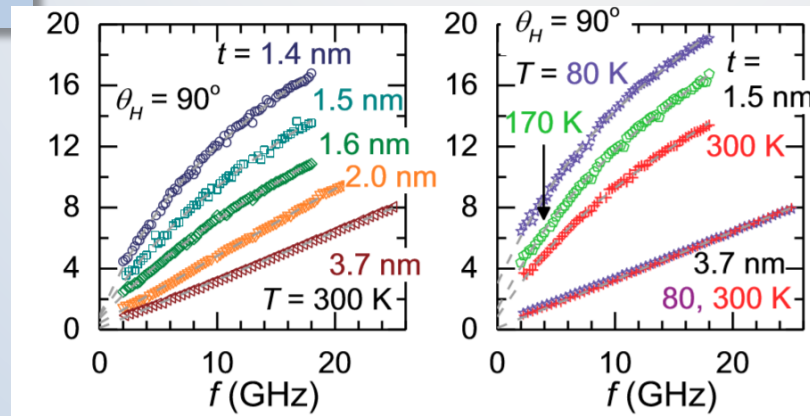 20
16
12
8
4
0
t = 1.4 nm
θH = 90°
1.5 nm
1.6 nm
2.0 nm
3.7 nm
T = 300 K
0 10 20
f (GHz)
20
16
12
8
4
0
θH = 90°
T = 80 K
t =
1.5 nm
170 K
300 K
3.7 nm
80, 300 K
0 10 20
f (GHz)